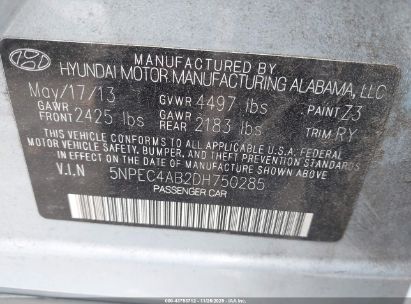 MANUFACTURED BY
HYUNDAI MOTOR MANUFACTURING ALABAMA, LLC
May/17/13 GVWR 4497 lbs PAINT Z3
GAWR FRONT 2425 lbs GAWR REAR 2183 lbs TRIM RY
THIS VEHICLE CONFORMS TO ALL APPLICABLE U.S.A. FEDERAL
MOTOR VEHICLE SAFETY, BUMPER, AND THEFT PREVENTION
STANDARDS IN EFFECT ON THE DATE OF MANUFACTURE SHOWN ABOVE.
V.I.N 5NPEC4AB2DH750285
PASSENGER CAR